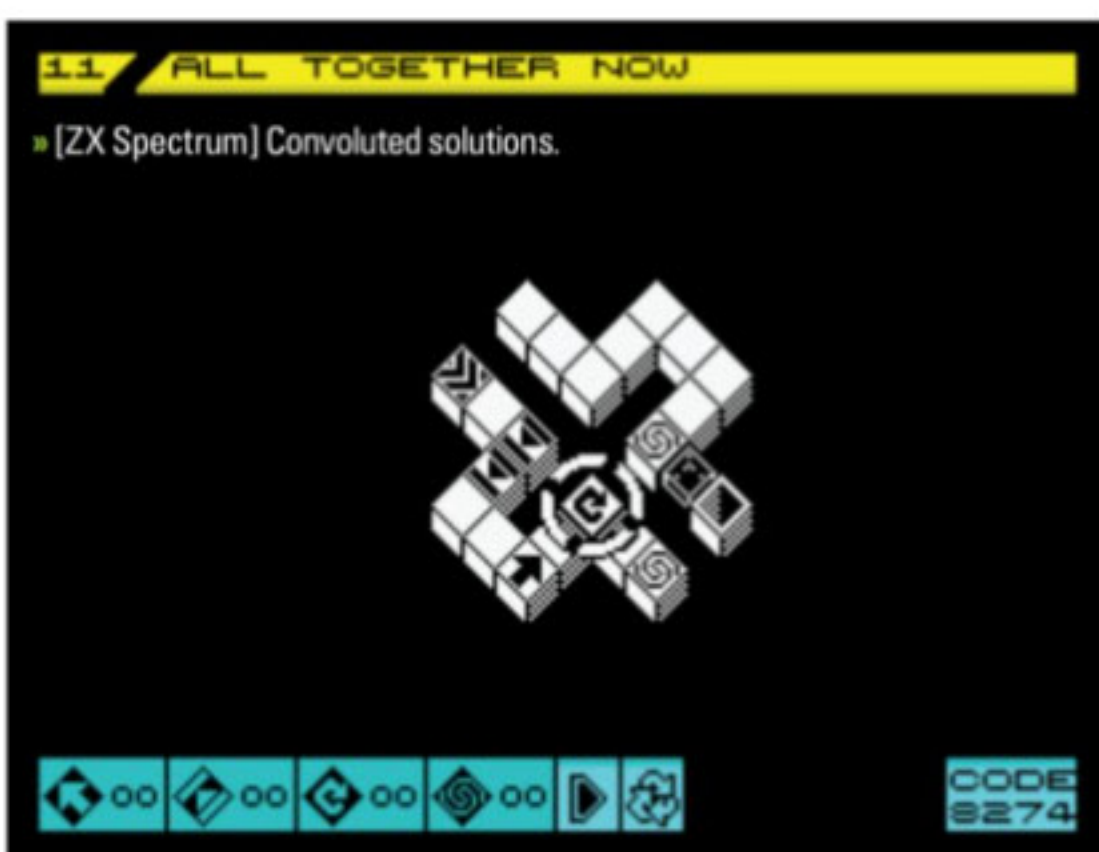 11 ALL TOGETHER NOW
» [ZX Spectrum] Convoluted solutions.
00 00 00 00
CODE
8274